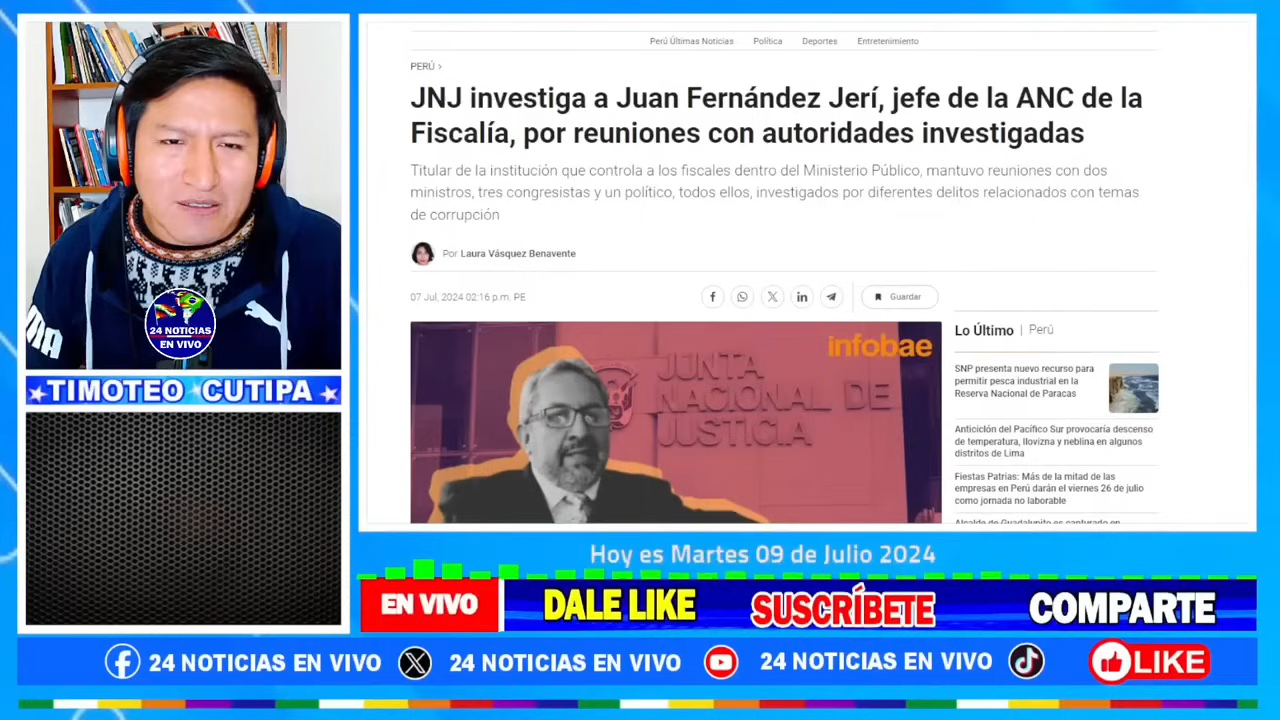 24 NOTICIAS
EN VIVO
TIMOTEO CUTIPA
Perú Últimas Noticias
Política
Deportes
Entretenimiento
PERÚ >
JNJ investiga a Juan Fernández Jerí, jefe de la ANC de la
Fiscalía, por reuniones con autoridades investigadas
Titular de la institución que controla a los fiscales dentro del Ministerio Público, mantuvo reuniones con dos
ministros, tres congresistas y un político, todos ellos, investigados por diferentes delitos relacionados con temas
de corrupción
Por Laura Vásquez Benavente
07 Jul, 2024 02:16 p.m. PE
Guardar
infobae
JUNTA
NACIONAL DE
JUSTICIA
Lo Último | Perú
SNP presenta nuevo recurso para
permitir pesca industrial en la
Reserva Nacional de Paracas
Anticiclón del Pacífico Sur provocaría descenso
de temperatura, llovizna y neblina en algunos
distritos de Lima
Fiestas Patrias: Más de la mitad de las
empresas en Perú darán el viernes 26 de julio
como jornada no laborable
Alcalde de Guadalupito es capturado en
Hoy es Martes 09 de Julio 2024
EN VIVO
DALE LIKE
SUSCRÍBETE
COMPARTE
24 NOTICIAS EN VIVO
24 NOTICIAS EN VIVO
24 NOTICIAS EN VIVO
LIKE